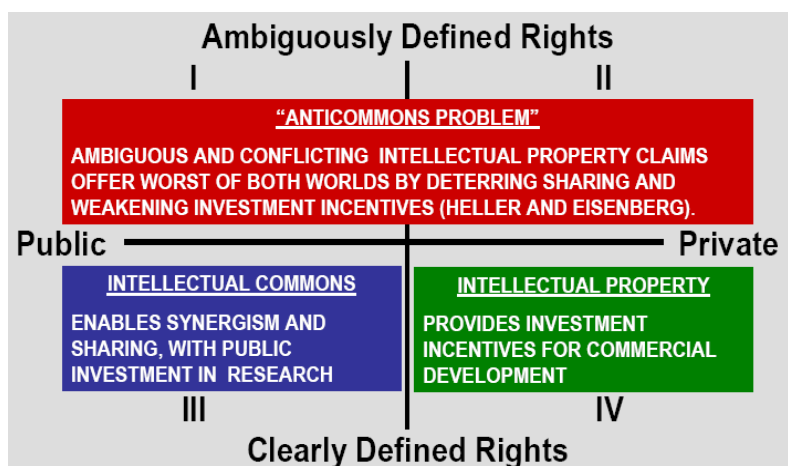 Ambiguously Defined Rights
I
II
“ANTICOMMONS PROBLEM”
AMBIGUOUS AND CONFLICTING INTELLECTUAL PROPERTY CLAIMS
OFFER WORST OF BOTH WORLDS BY DETERRING SHARING AND
WEAKENING INVESTMENT INCENTIVES (HELLER AND EISENBERG).
Public
Private
INTELLECTUAL COMMONS
ENABLES SYNERGISM AND
SHARING, WITH PUBLIC
INVESTMENT IN RESEARCH
INTELLECTUAL PROPERTY
PROVIDES INVESTMENT
INCENTIVES FOR COMMERCIAL
DEVELOPMENT
III
IV
Clearly Defined Rights